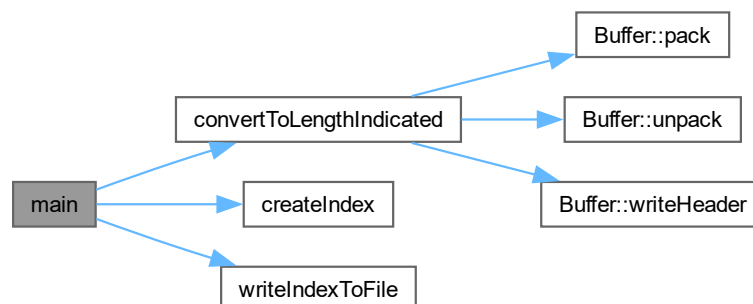 Buffer::pack
convertToLengthIndicated
Buffer::unpack
main
createIndex
Buffer::writeHeader
writeIndexToFile